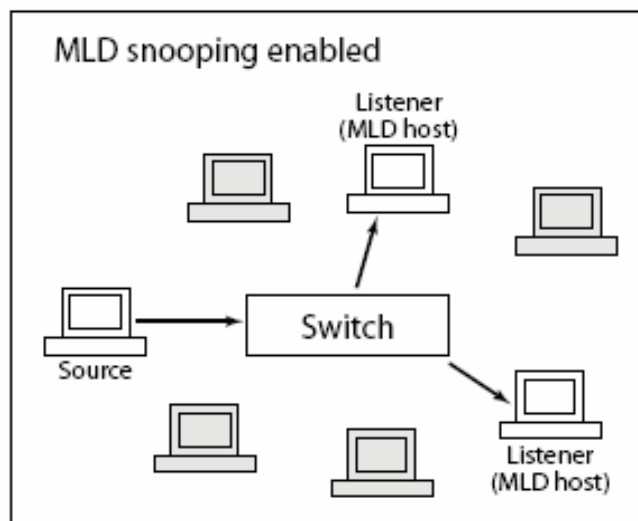 MLD snooping enabled
Listener
(MLD host)
Switch
Source
Listener
(MLD host)